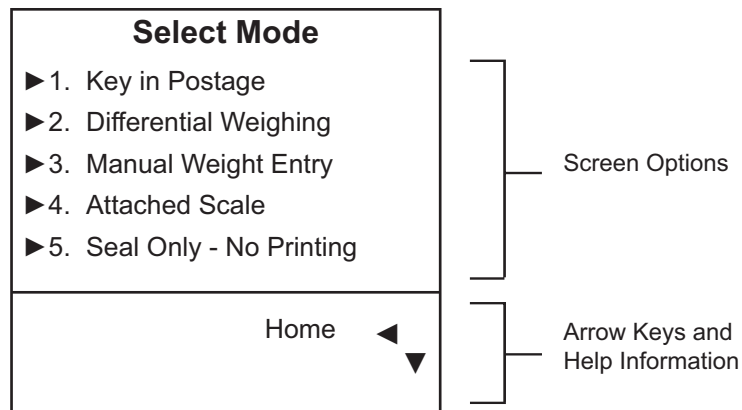 Select Mode
►1. Key in Postage
►2. Differential Weighing
►3. Manual Weight Entry
►4. Attached Scale
►5. Seal Only - No Printing
Screen Options
Home ◄
▼
Arrow Keys and
Help Information